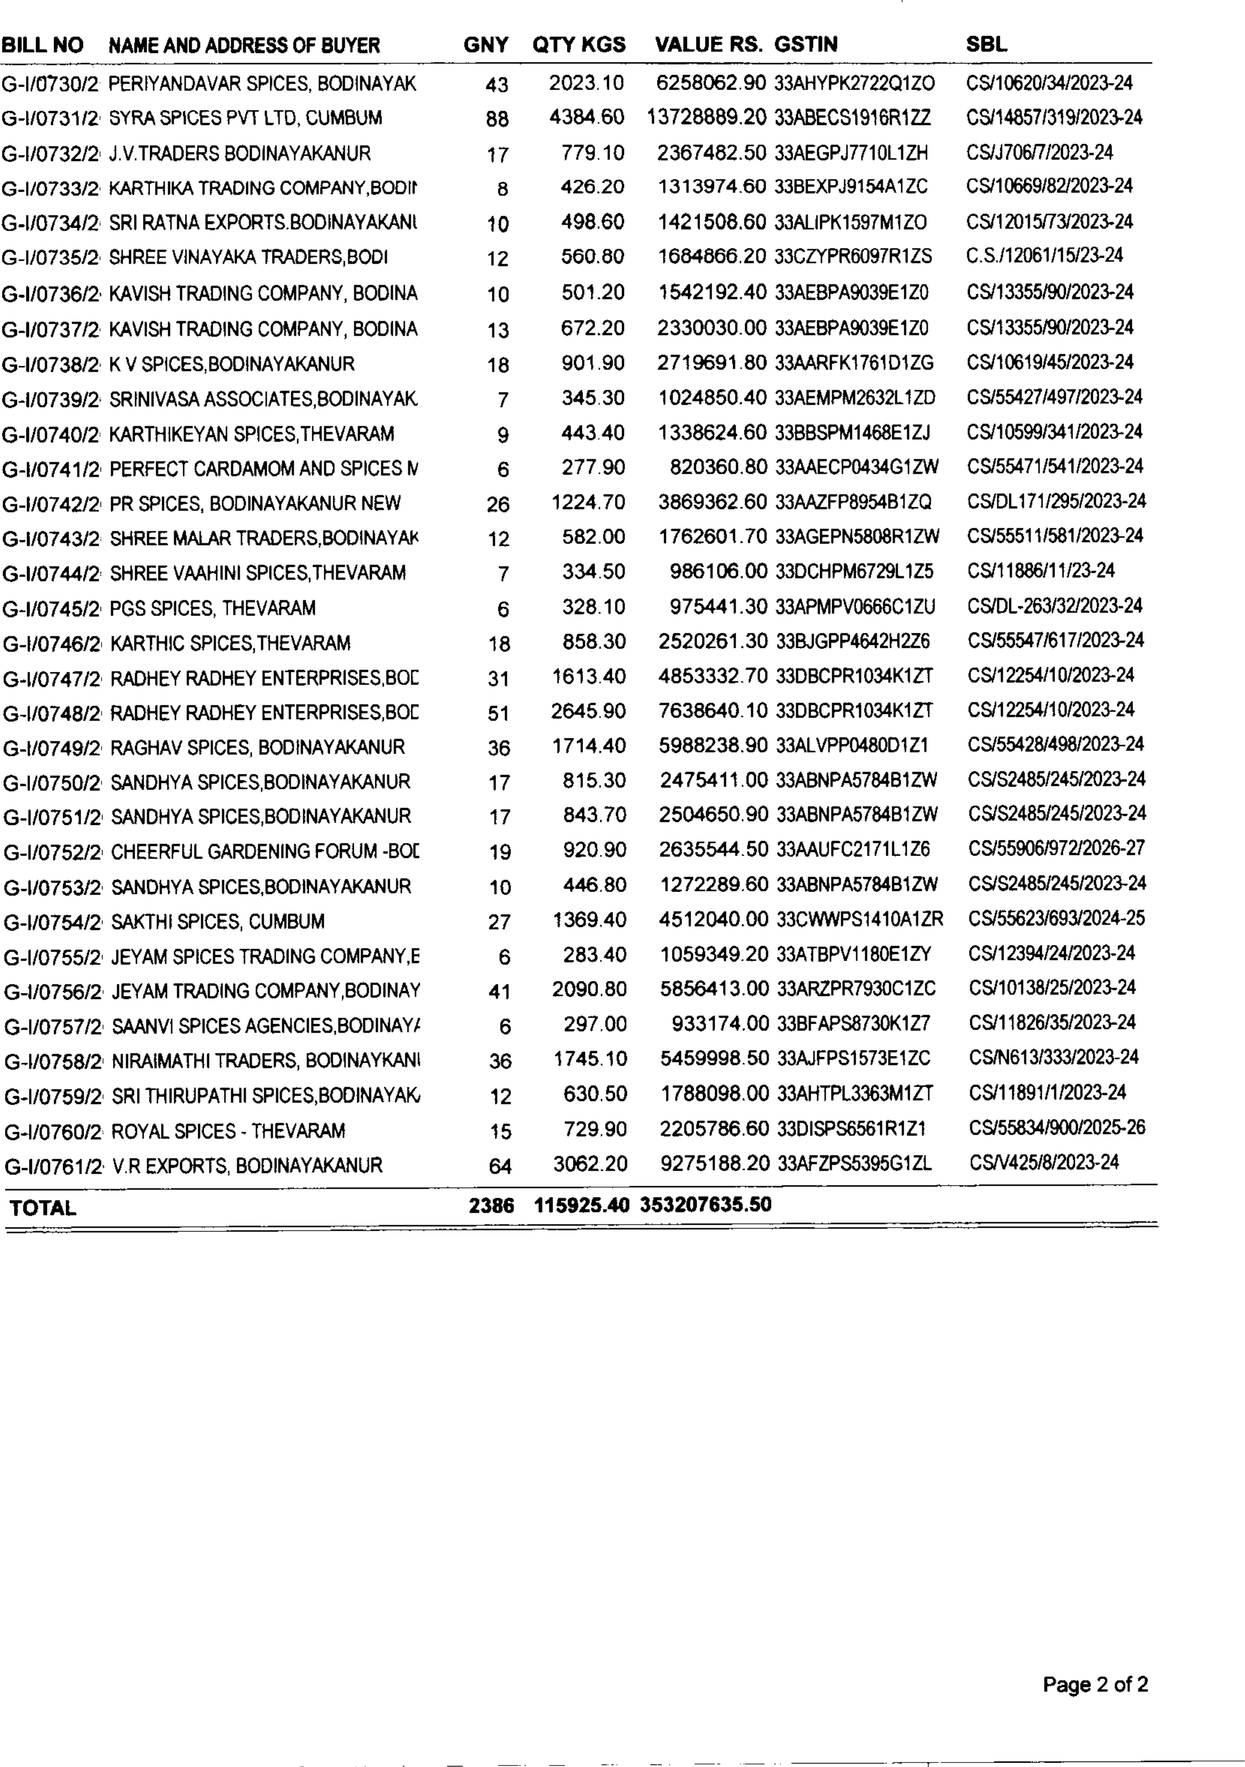 BILL NO NAME AND ADDRESS OF BUYER GNY QTY KGS VALUE RS. GSTIN SBL
G-I/0730/2 PERIYANDAVAR SPICES, BODINAYAK 43 2023.10 6258062.90 33AHYPK2722Q1ZO CS/10620/34/2023-24
G-I/0731/2 SYRA SPICES PVT LTD, CUMBUM 88 4384.60 13728889.20 33ABECS1916R1ZZ CS/14857/319/2023-24
G-I/0732/2 J.V.TRADERS BODINAYAKANUR 17 779.10 2367482.50 33AEGPJ7710L1ZH CS/J706/7/2023-24
G-I/0733/2 KARTHIKA TRADING COMPANY,BODI 8 426.20 1313974.60 33BEXPJ9154A1ZC CS/10669/82/2023-24
G-I/0734/2 SRI RATNA EXPORTS.BODINAYAKAN 10 498.60 1421508.60 33ALIPK1597M1ZO CS/12015/73/2023-24
G-I/0735/2 SHREE VINAYAKA TRADERS,BODI 12 560.80 1684866.20 33CZYPR6097R1ZS C.S./12061/15/23-24
G-I/0736/2 KAVISH TRADING COMPANY, BODINA 10 501.20 1542192.40 33AEBPA9039E1Z0 CS/13355/90/2023-24
G-I/0737/2 KAVISH TRADING COMPANY, BODINA 13 672.20 2330030.00 33AEBPA9039E1Z0 CS/13355/90/2023-24
G-I/0738/2 K V SPICES,BODINAYAKANUR 18 901.90 2719691.80 33AARFK1761D1ZG CS/10619/45/2023-24
G-I/0739/2 SRINIVASA ASSOCIATES,BODINAYAK 7 345.30 1024850.40 33AEMPM2632L1ZD CS/55427/497/2023-24
G-I/0740/2 KARTHIKEYAN SPICES,THEVARAM 9 443.40 1338624.60 33BBSPM1468E1ZJ CS/10599/341/2023-24
G-I/0741/2 PERFECT CARDAMOM AND SPICES M 6 277.90 820360.80 33AAECP0434G1ZW CS/55471/541/2023-24
G-I/0742/2 PR SPICES, BODINAYAKANUR NEW 26 1224.70 3869362.60 33AAZFP8954B1ZQ CS/DL171/295/2023-24
G-I/0743/2 SHREE MALAR TRADERS,BODINAYAK 12 582.00 1762601.70 33AGEPN5808R1ZW CS/55511/581/2023-24
G-I/0744/2 SHREE VAAHINI SPICES,THEVARAM 7 334.50 986106.00 33DCHPM6729L1Z5 CS/11886/11/23-24
G-I/0745/2 PGS SPICES, THEVARAM 6 328.10 975441.30 33APMPV0666C1ZU CS/DL-263/32/2023-24
G-I/0746/2 KARTHIC SPICES,THEVARAM 18 858.30 2520261.30 33BJGPP4642H2Z6 CS/55547/617/2023-24
G-I/0747/2 RADHEY RADHEY ENTERPRISES,BOD 31 1613.40 4853332.70 33DBCPR1034K1ZT CS/12254/10/2023-24
G-I/0748/2 RADHEY RADHEY ENTERPRISES,BOD 51 2645.90 7638640.10 33DBCPR1034K1ZT CS/12254/10/2023-24
G-I/0749/2 RAGHAV SPICES, BODINAYAKANUR 36 1714.40 5988238.90 33ALVPP0480D1Z1 CS/55428/498/2023-24
G-I/0750/2 SANDHYA SPICES,BODINAYAKANUR 17 815.30 2475411.00 33ABNPA5784B1ZW CS/S2485/245/2023-24
G-I/0751/2 SANDHYA SPICES,BODINAYAKANUR 17 843.70 2504650.90 33ABNPA5784B1ZW CS/S2485/245/2023-24
G-I/0752/2 CHEERFUL GARDENING FORUM -BOD 19 920.90 2635544.50 33AAUFC2171L1Z6 CS/55906/972/2026-27
G-I/0753/2 SANDHYA SPICES,BODINAYAKANUR 10 446.80 1272289.60 33ABNPA5784B1ZW CS/S2485/245/2023-24
G-I/0754/2 SAKTHI SPICES, CUMBUM 27 1369.40 4512040.00 33CWWPS1410A1ZR CS/55623/693/2024-25
G-I/0755/2 JEYAM SPICES TRADING COMPANY,B 6 283.40 1059349.20 33ATBPV1180E1ZY CS/12394/24/2023-24
G-I/0756/2 JEYAM TRADING COMPANY,BODINAY 41 2090.80 5856413.00 33ARZPR7930C1ZC CS/10138/25/2023-24
G-I/0757/2 SAANVI SPICES AGENCIES,BODINAYA 6 297.00 933174.00 33BFAPS8730K1Z7 CS/11826/35/2023-24
G-I/0758/2 NIRAIMATHI TRADERS, BODINAYKAN 36 1745.10 5459998.50 33AJFPS1573E1ZC CS/N613/333/2023-24
G-I/0759/2 SRI THIRUPATHI SPICES,BODINAYAK 12 630.50 1788098.00 33AHTPL3363M1ZT CS/11891/1/2023-24
G-I/0760/2 ROYAL SPICES - THEVARAM 15 729.90 2205786.60 33DISPS6561R1Z1 CS/55834/900/2025-26
G-I/0761/2 V.R EXPORTS, BODINAYAKANUR 64 3062.20 9275188.20 33AFZPS5395G1ZL CS/V425/8/2023-24
TOTAL 2386 115925.40 353207635.50
Page 2 of 2